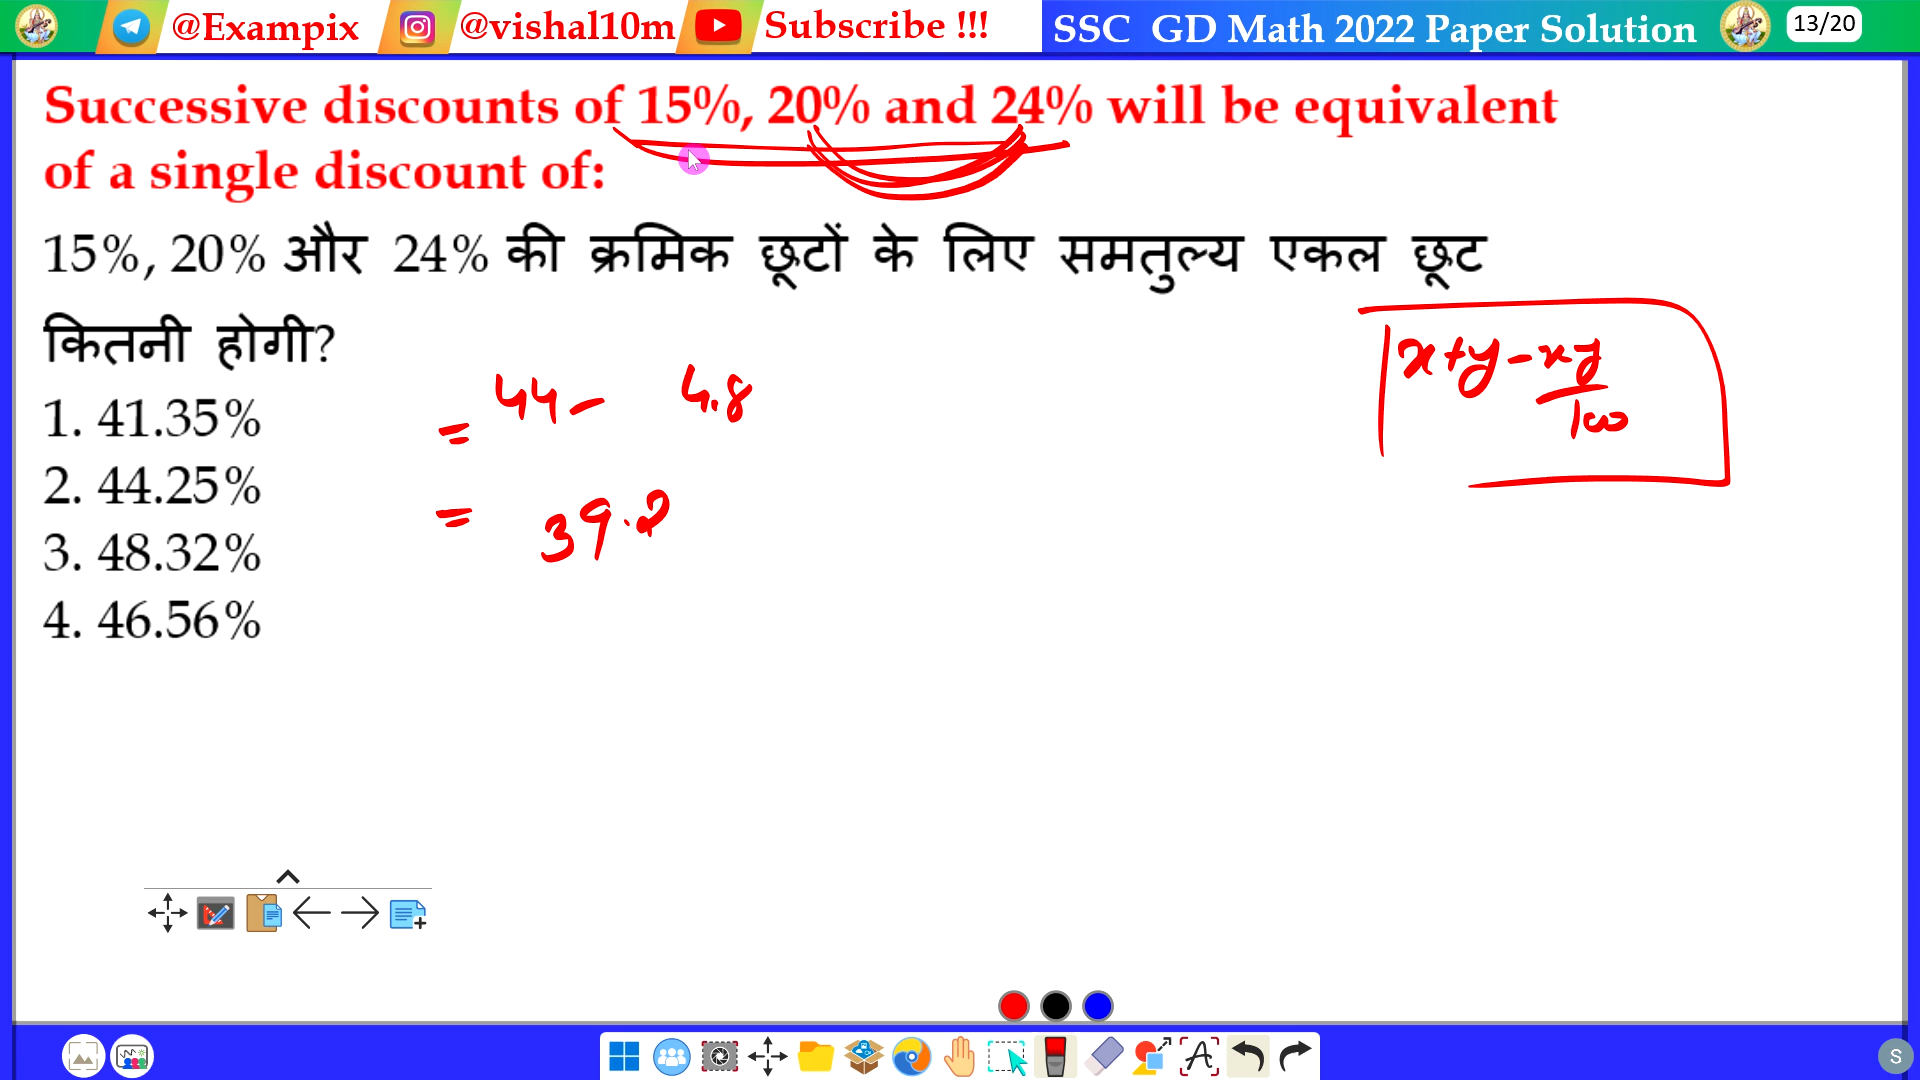 @Exampix @vishal10m Subscribe !!! SSC GD Math 2022 Paper Solution 13/20
Successive discounts of 15%, 20% and 24% will be equivalent
of a single discount of:
15%, 20% और 24% की क्रमिक छूटों के लिए समतुल्य एकल छूट
कितनी होगी?
1. 41.35%
2. 44.25%
3. 48.32%
4. 46.56%
= 44 - 4.8
= 39.2
x+y-xy/100
S